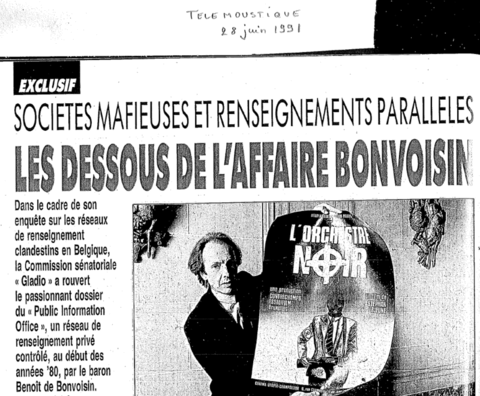 TELEMOUSTIQUE
28 juin 1991
EXCLUSIF
SOCIETES MAFIEUSES ET RENSEIGNEMENTS PARALLELES
LES DESSOUS DE L'AFFAIRE BONVOISIN
Dans le cadre de son
enquête sur les réseaux
de renseignement
clandestins en Belgique,
la Commission sénatoriale
« Gladio » a rouvert
le passionnant dossier
du « Public Information
Office », un réseau de
renseignement privé
contrôlé, au début des
années '80, par le baron
Benoît de Bonvoisin.
L'ORCHESTRE
NOIR
une production